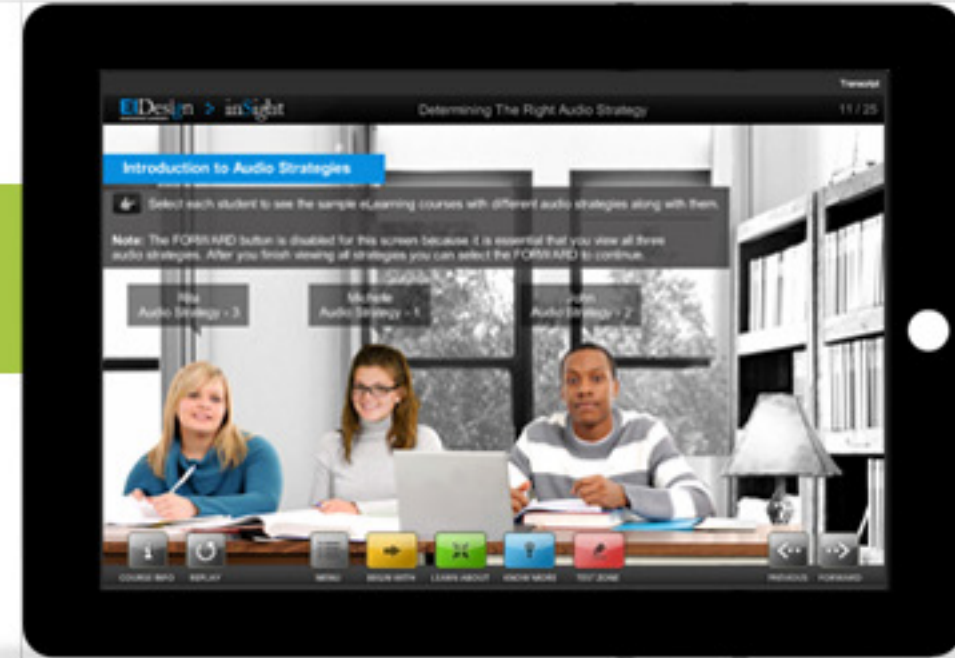 Transcript
EIDesign > inSight
Determining The Right Audio Strategy
11 / 25
Introduction to Audio Strategies
Select each student to see the sample eLearning courses with different audio strategies along with them.
Note: The FORWARD button is disabled for this screen because it is essential that you view all three
audio strategies. After you finish viewing all strategies you can select the FORWARD to continue.
Audio Strategy - 3
Michelle
Audio Strategy - 1
John
Audio Strategy - 2
COURSE INFO
REPLAY
MENU
BEGIN WITH
LEARN ABOUT
KNOW MORE
TEST ZONE
PREVIOUS
FORWARD